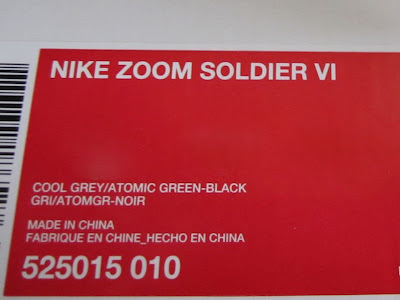 NIKE ZOOM SOLDIER VI
COOL GREY/ATOMIC GREEN-BLACK
GRI/ATOMGR-NOIR
MADE IN CHINA
FABRIQUE EN CHINE_HECHO EN CHINA
525015 010